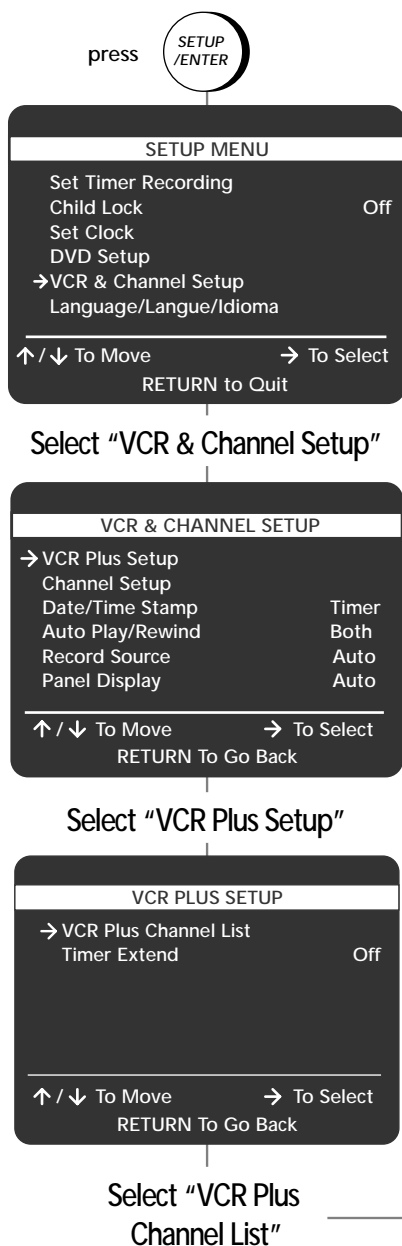 press SETUP
/ENTER
SETUP MENU
Set Timer Recording
Child Lock Off
Set Clock
DVD Setup
→VCR & Channel Setup
Language/Langue/Idioma
↑/↓ To Move → To Select
RETURN to Quit
Select “VCR & Channel Setup”
VCR & CHANNEL SETUP
→ VCR Plus Setup
Channel Setup
Date/Time Stamp Timer
Auto Play/Rewind Both
Record Source Auto
Panel Display Auto
↑/↓ To Move → To Select
RETURN To Go Back
Select “VCR Plus Setup”
VCR PLUS SETUP
→ VCR Plus Channel List
Timer Extend Off
↑/↓ To Move → To Select
RETURN To Go Back
Select “VCR Plus
Channel List”